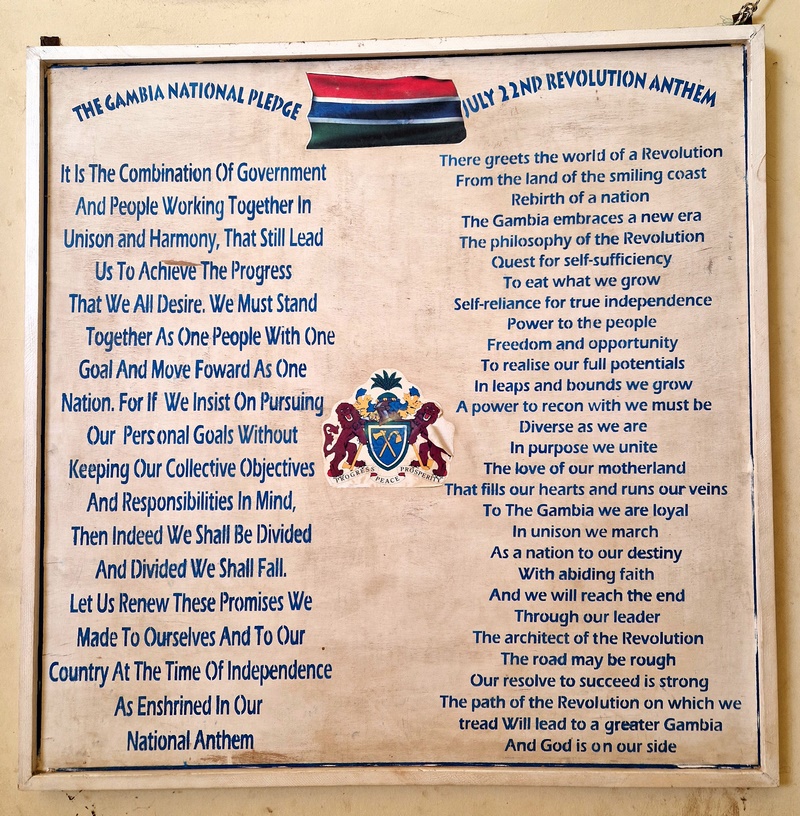 THE GAMBIA NATIONAL PLEDGE
It Is The Combination Of Government
And People Working Together In
Unison and Harmony, That Still Lead
Us To Achieve The Progress
That We All Desire. We Must Stand
Together As One People With One
Goal And Move Foward As One
Nation. For If We Insist On Pursuing
Our Personal Goals Without
Keeping Our Collective Objectives
And Responsibilities In Mind,
Then Indeed We Shall Be Divided
And Divided We Shall Fall.
Let Us Renew These Promises We
Made To Ourselves And To Our
Country At The Time Of Independence
As Enshrined In Our
National Anthem
PROGRESS PEACE PROSPERITY
JULY 22ND REVOLUTION ANTHEM
There greets the world of a Revolution
From the land of the smiling coast
Rebirth of a nation
The Gambia embraces a new era
The philosophy of the Revolution
Quest for self-sufficiency
To eat what we grow
Self-reliance for true independence
Power to the people
Freedom and opportunity
To realise our full potentials
In leaps and bounds we grow
A power to recon with we must be
Diverse as we are
In purpose we unite
The love of our motherland
That fills our hearts and runs our veins
To The Gambia we are loyal
In unison we march
As a nation to our destiny
With abiding faith
And we will reach the end
Through our leader
The architect of the Revolution
The road may be rough
Our resolve to succeed is strong
The path of the Revolution on which we
tread Will lead to a greater Gambia
And God is on our side